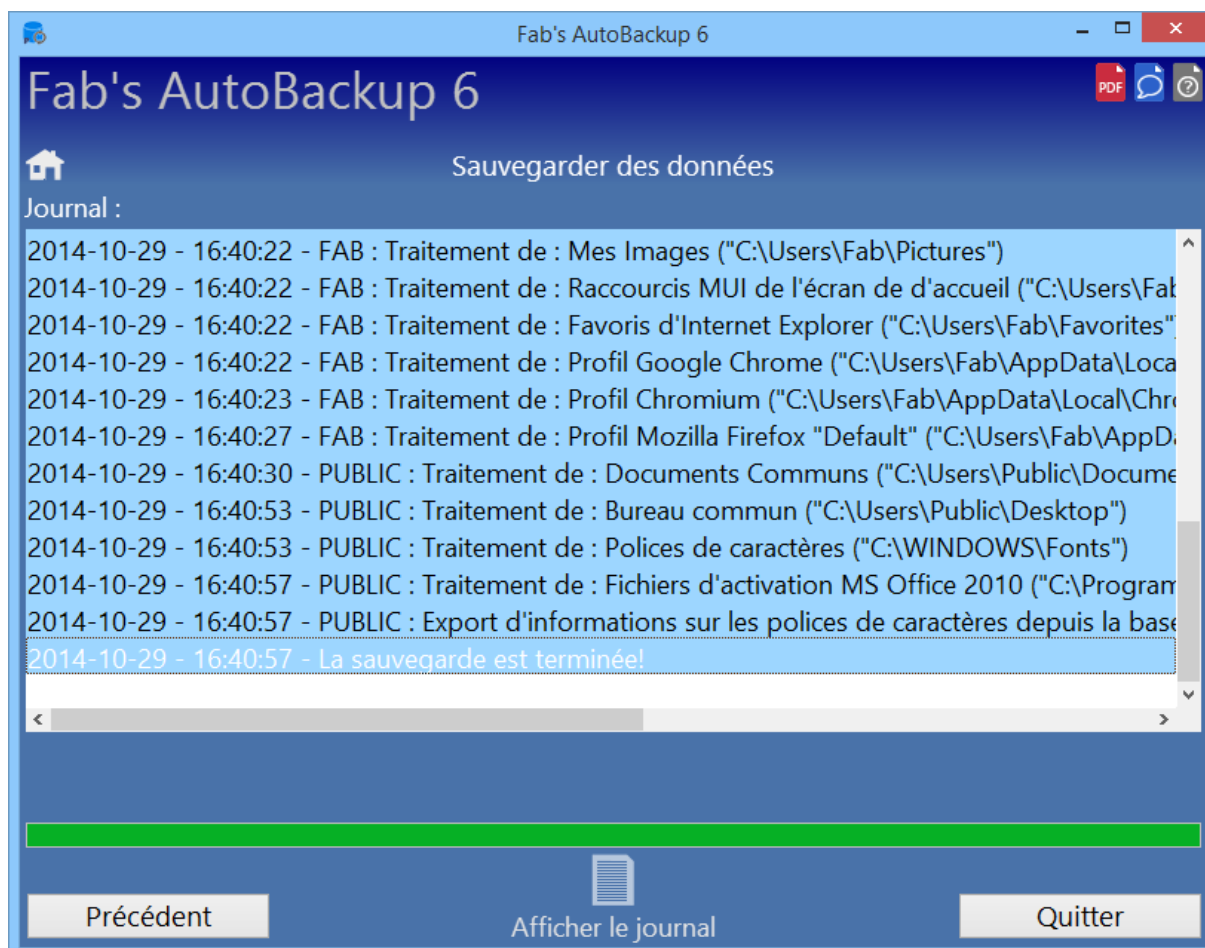 Fab's AutoBackup 6
Fab's AutoBackup 6
PDF
Sauvegarder des données
Journal :
2014-10-29 - 16:40:22 - FAB : Traitement de : Mes Images ("C:\Users\Fab\Pictures")
2014-10-29 - 16:40:22 - FAB : Traitement de : Raccourcis MUI de l'écran de d'accueil ("C:\Users\Fab
2014-10-29 - 16:40:22 - FAB : Traitement de : Favoris d'Internet Explorer ("C:\Users\Fab\Favorites"
2014-10-29 - 16:40:22 - FAB : Traitement de : Profil Google Chrome ("C:\Users\Fab\AppData\Loca
2014-10-29 - 16:40:23 - FAB : Traitement de : Profil Chromium ("C:\Users\Fab\AppData\Local\Chr
2014-10-29 - 16:40:27 - FAB : Traitement de : Profil Mozilla Firefox "Default" ("C:\Users\Fab\AppD
2014-10-29 - 16:40:30 - PUBLIC : Traitement de : Documents Communs ("C:\Users\Public\Docume
2014-10-29 - 16:40:53 - PUBLIC : Traitement de : Bureau commun ("C:\Users\Public\Desktop")
2014-10-29 - 16:40:53 - PUBLIC : Traitement de : Polices de caractères ("C:\WINDOWS\Fonts")
2014-10-29 - 16:40:57 - PUBLIC : Traitement de : Fichiers d'activation MS Office 2010 ("C:\Program
2014-10-29 - 16:40:57 - PUBLIC : Export d'informations sur les polices de caractères depuis la base
2014-10-29 - 16:40:57 - La sauvegarde est terminée!
Précédent
Afficher le journal
Quitter